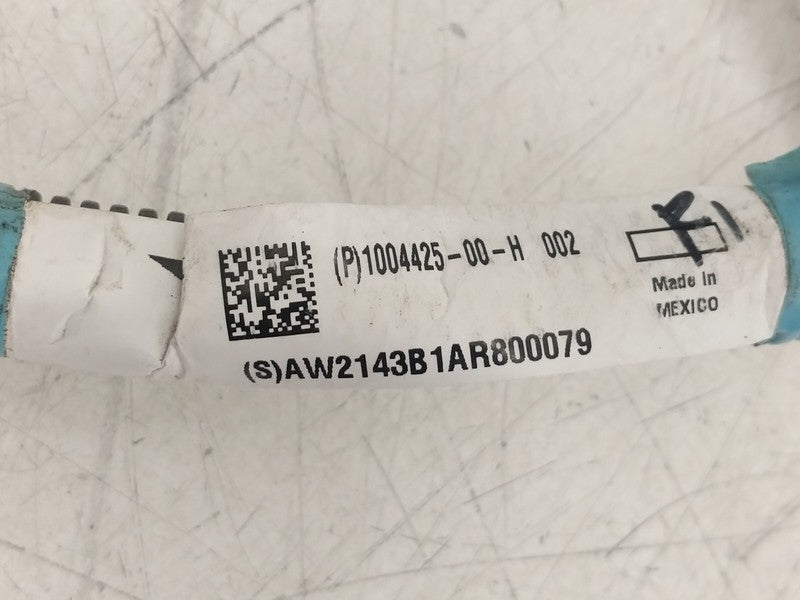 (P)1004425-00-H 002
(S)AW2143B1AR800079
Made In
MEXICO